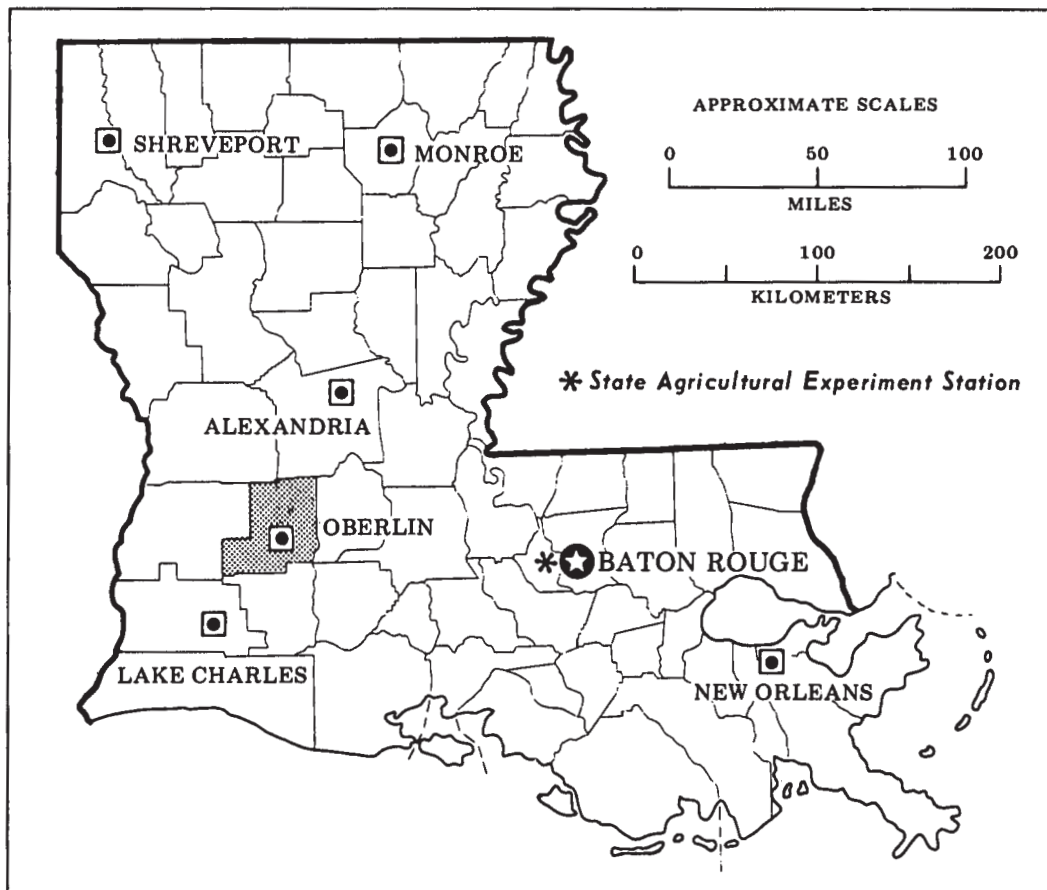 APPROXIMATE SCALES
SHREVEPORT
MONROE
0 50 100
MILES
0 100 200
KILOMETERS
* State Agricultural Experiment Station
ALEXANDRIA
OBERLIN
* BATON ROUGE
LAKE CHARLES
NEW ORLEANS